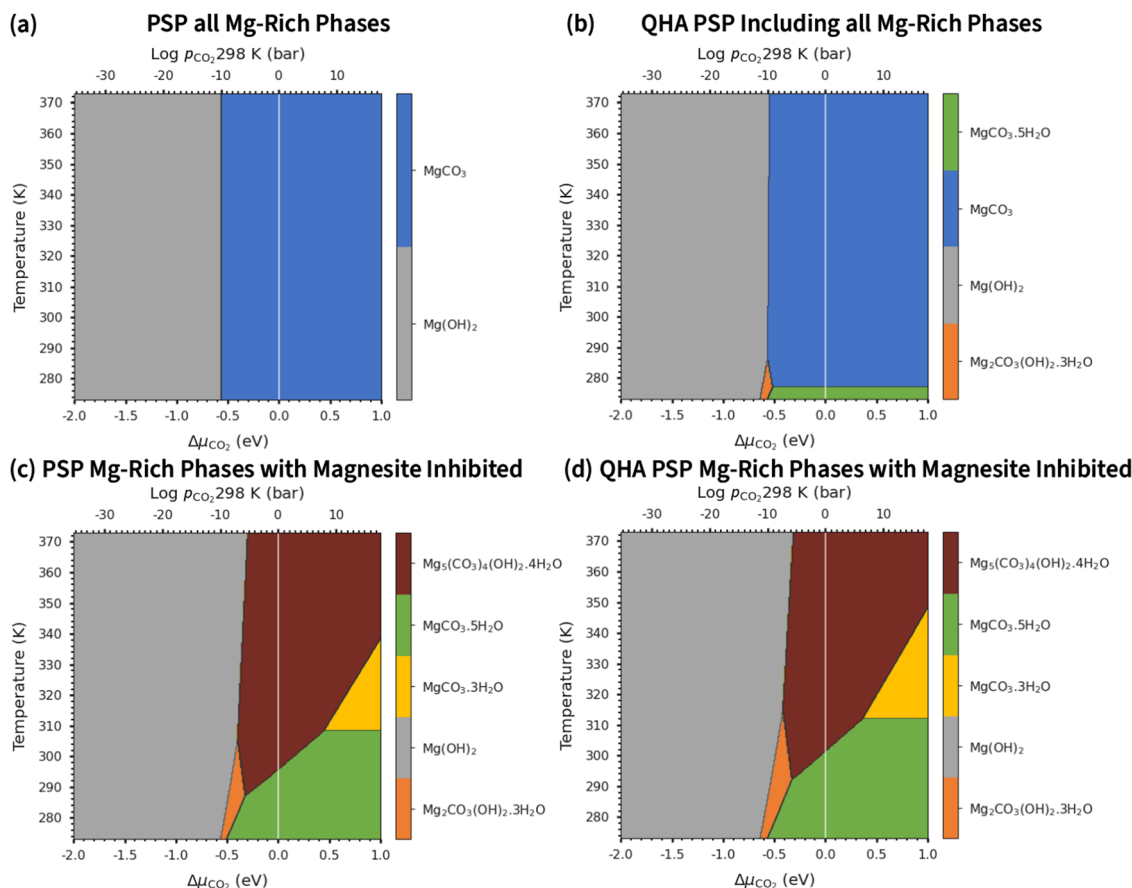 (a) PSP all Mg-Rich Phases
Log pCO₂298 K (bar)
-30 -20 -10 0 10
370
360
350
340
330
320
310
300
290
280
Temperature (K)
-2.0 -1.5 -1.0 -0.5 0.0 0.5 1.0
ΔμCO₂ (eV)
MgCO₃
Mg(OH)₂
(b) QHA PSP Including all Mg-Rich Phases
Log pCO₂298 K (bar)
-30 -20 -10 0 10
370
360
350
340
330
320
310
300
290
280
Temperature (K)
-2.0 -1.5 -1.0 -0.5 0.0 0.5 1.0
ΔμCO₂ (eV)
MgCO₃.5H₂O
MgCO₃
Mg(OH)₂
Mg₂CO₃(OH)₂.3H₂O
(c) PSP Mg-Rich Phases with Magnesite Inhibited
Log pCO₂298 K (bar)
-30 -20 -10 0 10
370
360
350
340
330
320
310
300
290
280
Temperature (K)
-2.0 -1.5 -1.0 -0.5 0.0 0.5 1.0
ΔμCO₂ (eV)
Mg₅(CO₃)₄(OH)₂.4H₂O
MgCO₃.5H₂O
MgCO₃.3H₂O
Mg(OH)₂
Mg₂CO₃(OH)₂.3H₂O
(d) QHA PSP Mg-Rich Phases with Magnesite Inhibited
Log pCO₂298 K (bar)
-30 -20 -10 0 10
370
360
350
340
330
320
310
300
290
280
Temperature (K)
-2.0 -1.5 -1.0 -0.5 0.0 0.5 1.0
ΔμCO₂ (eV)
Mg₅(CO₃)₄(OH)₂.4H₂O
MgCO₃.5H₂O
MgCO₃.3H₂O
Mg(OH)₂
Mg₂CO₃(OH)₂.3H₂O